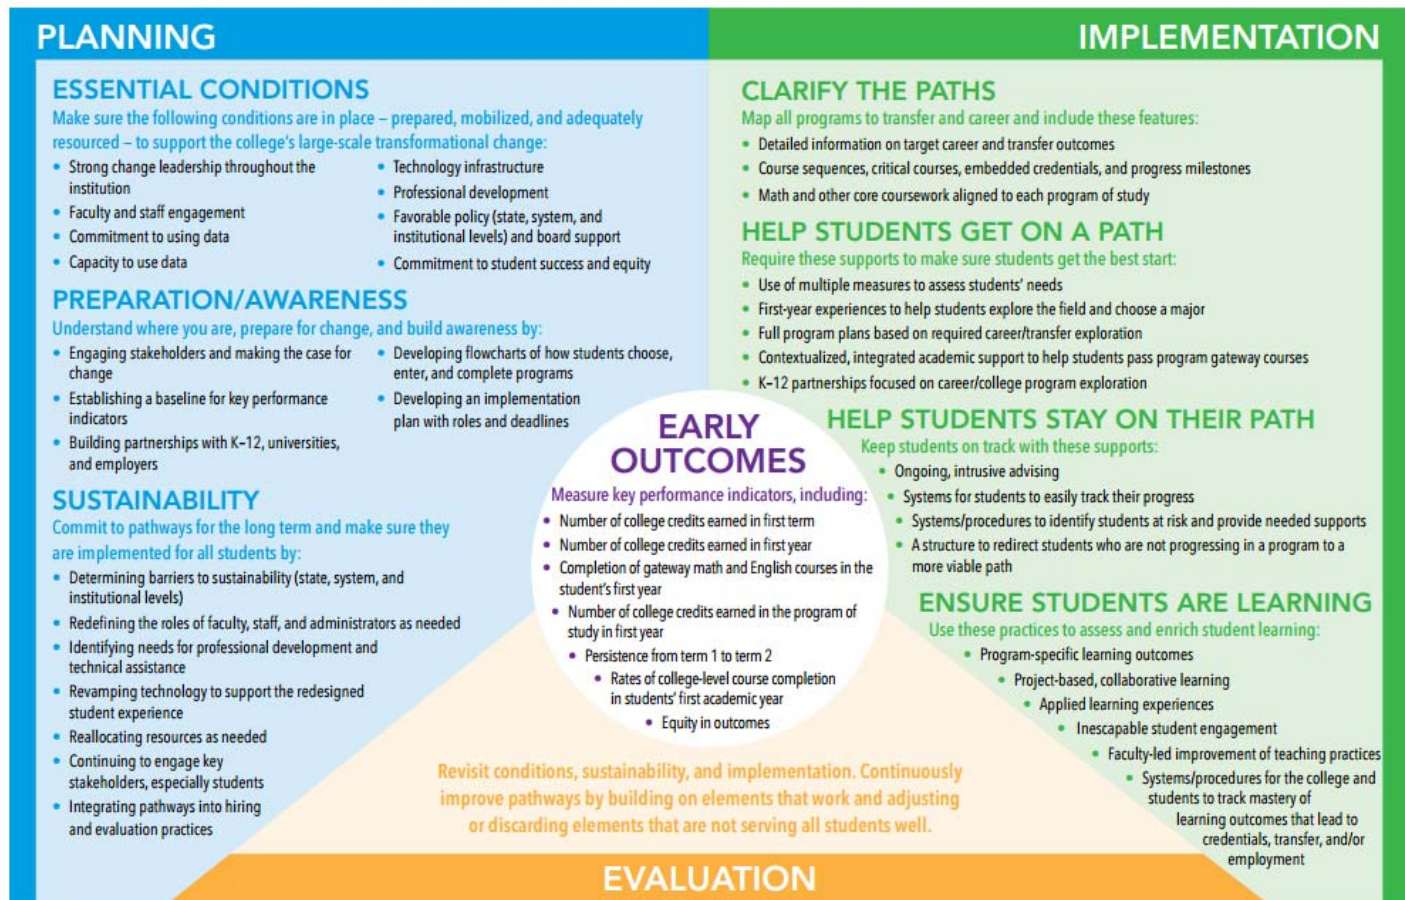 PLANNING
ESSENTIAL CONDITIONS
Make sure the following conditions are in place – prepared, mobilized, and adequately
resourced – to support the college's large-scale transformational change:
• Strong change leadership throughout the
institution
• Faculty and staff engagement
• Commitment to using data
• Capacity to use data
• Technology infrastructure
• Professional development
• Favorable policy (state, system, and
institutional levels) and board support
• Commitment to student success and equity
PREPARATION/AWARENESS
Understand where you are, prepare for change, and build awareness by:
• Engaging stakeholders and making the case for
change
• Establishing a baseline for key performance
indicators
• Building partnerships with K–12, universities,
and employers
• Developing flowcharts of how students choose,
enter, and complete programs
• Developing an implementation
plan with roles and deadlines
SUSTAINABILITY
Commit to pathways for the long term and make sure they
are implemented for all students by:
• Determining barriers to sustainability (state, system, and
institutional levels)
• Redefining the roles of faculty, staff, and administrators as needed
• Identifying needs for professional development and
technical assistance
• Revamping technology to support the redesigned
student experience
• Reallocating resources as needed
• Continuing to engage key
stakeholders, especially students
• Integrating pathways into hiring
and evaluation practices
EARLY
OUTCOMES
Measure key performance indicators, including:
• Number of college credits earned in first term
• Number of college credits earned in first year
• Completion of gateway math and English courses in the
student's first year
• Number of college credits earned in the program of
study in first year
• Persistence from term 1 to term 2
• Rates of college-level course completion
in students' first academic year
• Equity in outcomes
IMPLEMENTATION
CLARIFY THE PATHS
Map all programs to transfer and career and include these features:
• Detailed information on target career and transfer outcomes
• Course sequences, critical courses, embedded credentials, and progress milestones
• Math and other core coursework aligned to each program of study
HELP STUDENTS GET ON A PATH
Require these supports to make sure students get the best start:
• Use of multiple measures to assess students' needs
• First-year experiences to help students explore the field and choose a major
• Full program plans based on required career/transfer exploration
• Contextualized, integrated academic support to help students pass program gateway courses
• K–12 partnerships focused on career/college program exploration
HELP STUDENTS STAY ON THEIR PATH
Keep students on track with these supports:
• Ongoing, intrusive advising
• Systems for students to easily track their progress
• Systems/procedures to identify students at risk and provide needed supports
• A structure to redirect students who are not progressing in a program to a
more viable path
ENSURE STUDENTS ARE LEARNING
Use these practices to assess and enrich student learning:
• Program-specific learning outcomes
• Project-based, collaborative learning
• Applied learning experiences
• Inescapable student engagement
• Faculty-led improvement of teaching practices
• Systems/procedures for the college and
students to track mastery of
learning outcomes that lead to
credentials, transfer, and/or
employment
Revisit conditions, sustainability, and implementation. Continuously
improve pathways by building on elements that work and adjusting
or discarding elements that are not serving all students well.
EVALUATION